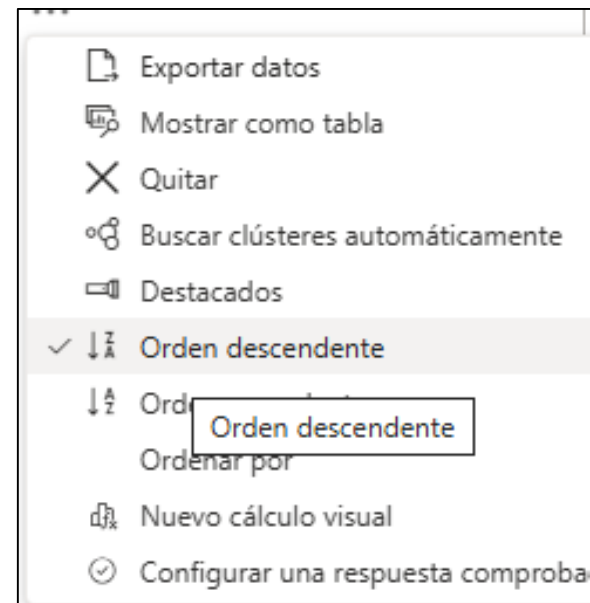 Exportar datos
Mostrar como tabla
Quitar
Buscar clústeres automáticamente
Destacados
Orden descendente
Ord
Orden descendente
Ordenar por
Nuevo cálculo visual
Configurar una respuesta comproba